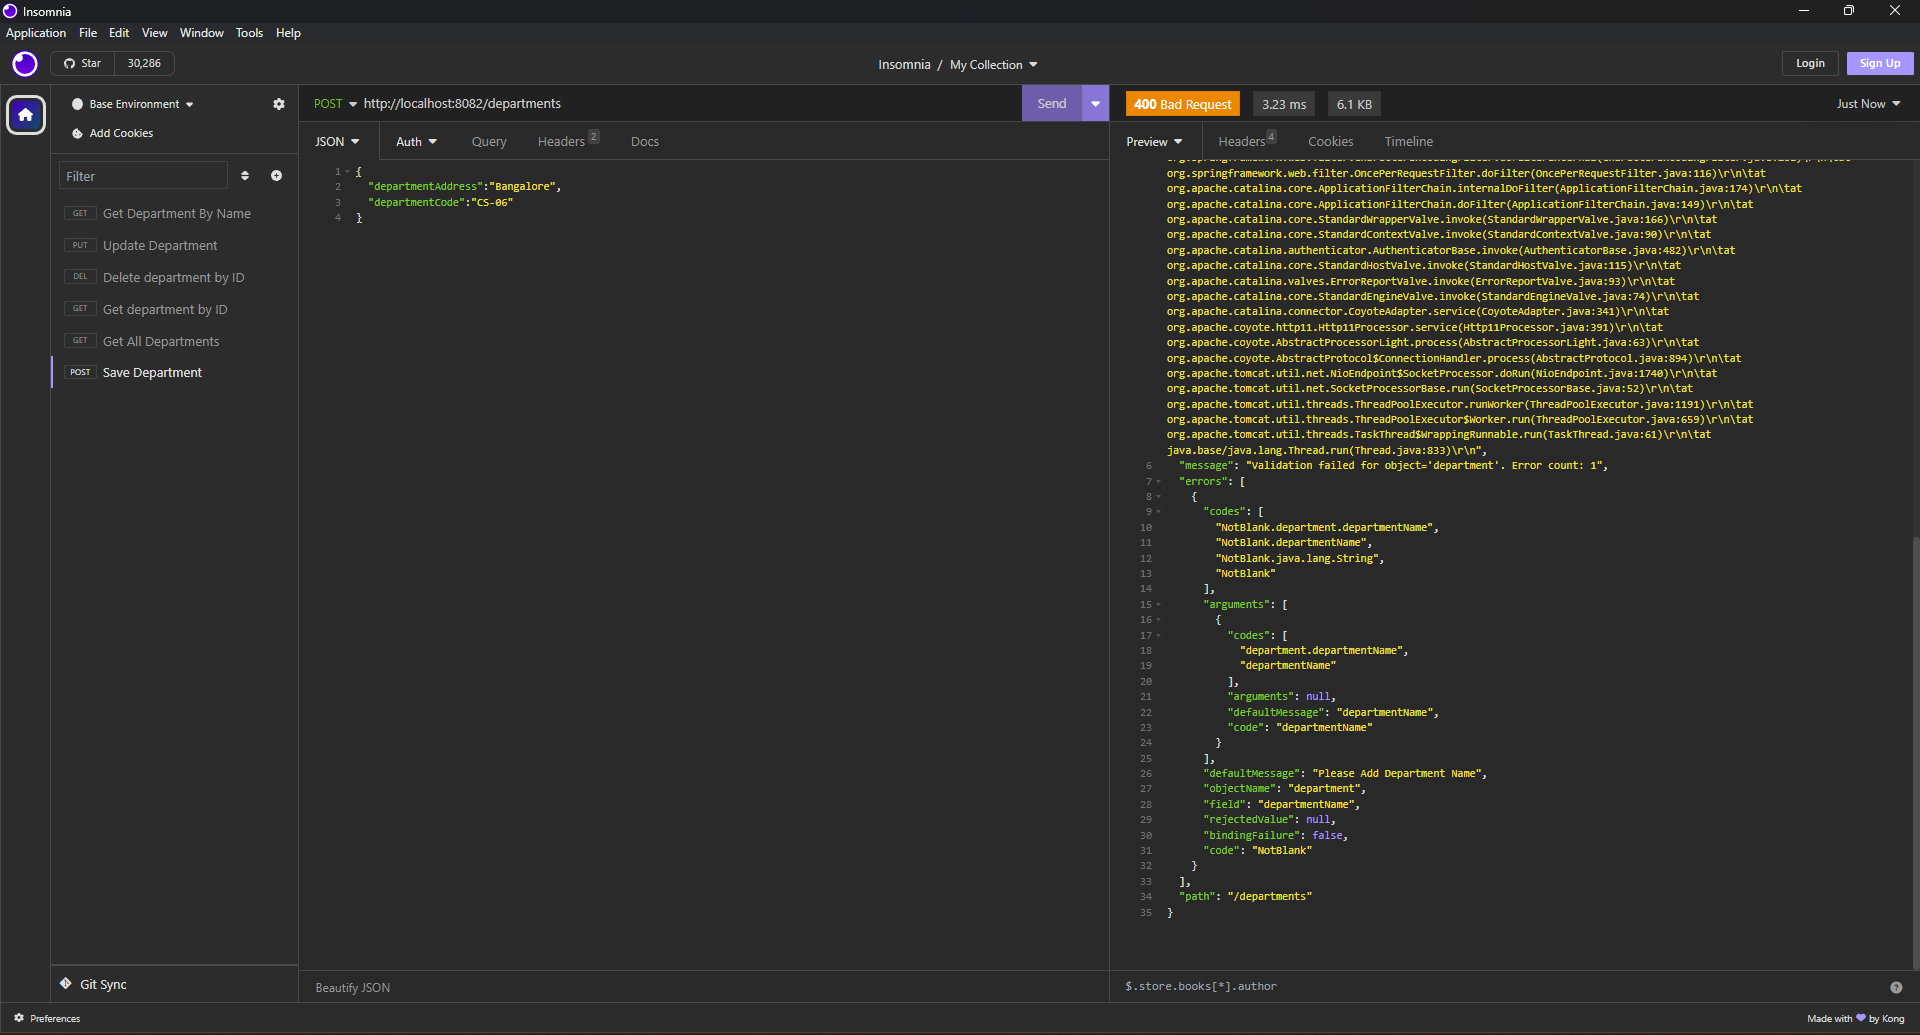 Insomnia
Application File Edit View Window Tools Help
Star 30,286
Insomnia / My Collection
Login Sign Up
Base Environment
Add Cookies
Filter
GET Get Department By Name
PUT Update Department
DEL Delete department by ID
GET Get department by ID
GET Get All Departments
POST Save Department
Git Sync
Preferences
POST http://localhost:8082/departments Send
JSON Auth Query Headers 2 Docs
1 {
2 "departmentAddress":"Bangalore",
3 "departmentCode":"CS-06"
4 }
Beautify JSON
400 Bad Request 3.23 ms 6.1 KB Just Now
Preview Headers 4 Cookies Timeline
org.springframework.web.filter.OncePerRequestFilter.doFilter(OncePerRequestFilter.java:116)\r\n\tat
org.apache.catalina.core.ApplicationFilterChain.internalDoFilter(ApplicationFilterChain.java:174)\r\n\tat
org.apache.catalina.core.ApplicationFilterChain.doFilter(ApplicationFilterChain.java:149)\r\n\tat
org.apache.catalina.core.StandardWrapperValve.invoke(StandardWrapperValve.java:166)\r\n\tat
org.apache.catalina.core.StandardContextValve.invoke(StandardContextValve.java:90)\r\n\tat
org.apache.catalina.authenticator.AuthenticatorBase.invoke(AuthenticatorBase.java:482)\r\n\tat
org.apache.catalina.core.StandardHostValve.invoke(StandardHostValve.java:115)\r\n\tat
org.apache.catalina.valves.ErrorReportValve.invoke(ErrorReportValve.java:93)\r\n\tat
org.apache.catalina.core.StandardEngineValve.invoke(StandardEngineValve.java:74)\r\n\tat
org.apache.catalina.connector.CoyoteAdapter.service(CoyoteAdapter.java:341)\r\n\tat
org.apache.coyote.http11.Http11Processor.service(Http11Processor.java:391)\r\n\tat
org.apache.coyote.AbstractProcessorLight.process(AbstractProcessorLight.java:63)\r\n\tat
org.apache.coyote.AbstractProtocol$ConnectionHandler.process(AbstractProtocol.java:894)\r\n\tat
org.apache.tomcat.util.net.NioEndpoint$SocketProcessor.doRun(NioEndpoint.java:1740)\r\n\tat
org.apache.tomcat.util.net.SocketProcessorBase.run(SocketProcessorBase.java:52)\r\n\tat
org.apache.tomcat.util.threads.ThreadPoolExecutor.runWorker(ThreadPoolExecutor.java:1191)\r\n\tat
org.apache.tomcat.util.threads.ThreadPoolExecutor$Worker.run(ThreadPoolExecutor.java:659)\r\n\tat
org.apache.tomcat.util.threads.TaskThread$WrappingRunnable.run(TaskThread.java:61)\r\n\tat
java.base/java.lang.Thread.run(Thread.java:833)\r\n",
6 "message": "Validation failed for object='department'. Error count: 1",
7 "errors": [
8 {
9 "codes": [
10 "NotBlank.department.departmentName",
11 "NotBlank.departmentName",
12 "NotBlank.java.lang.String",
13 "NotBlank"
14 ],
15 "arguments": [
16 {
17 "codes": [
18 "department.departmentName",
19 "departmentName"
20 ],
21 "arguments": null,
22 "defaultMessage": "departmentName",
23 "code": "departmentName"
24 }
25 ],
26 "defaultMessage": "Please Add Department Name",
27 "objectName": "department",
28 "field": "departmentName",
29 "rejectedValue": null,
30 "bindingFailure": false,
31 "code": "NotBlank"
32 }
33 ],
34 "path": "/departments"
35 }
$.store.books[*].author
Made with 💜 by Kong